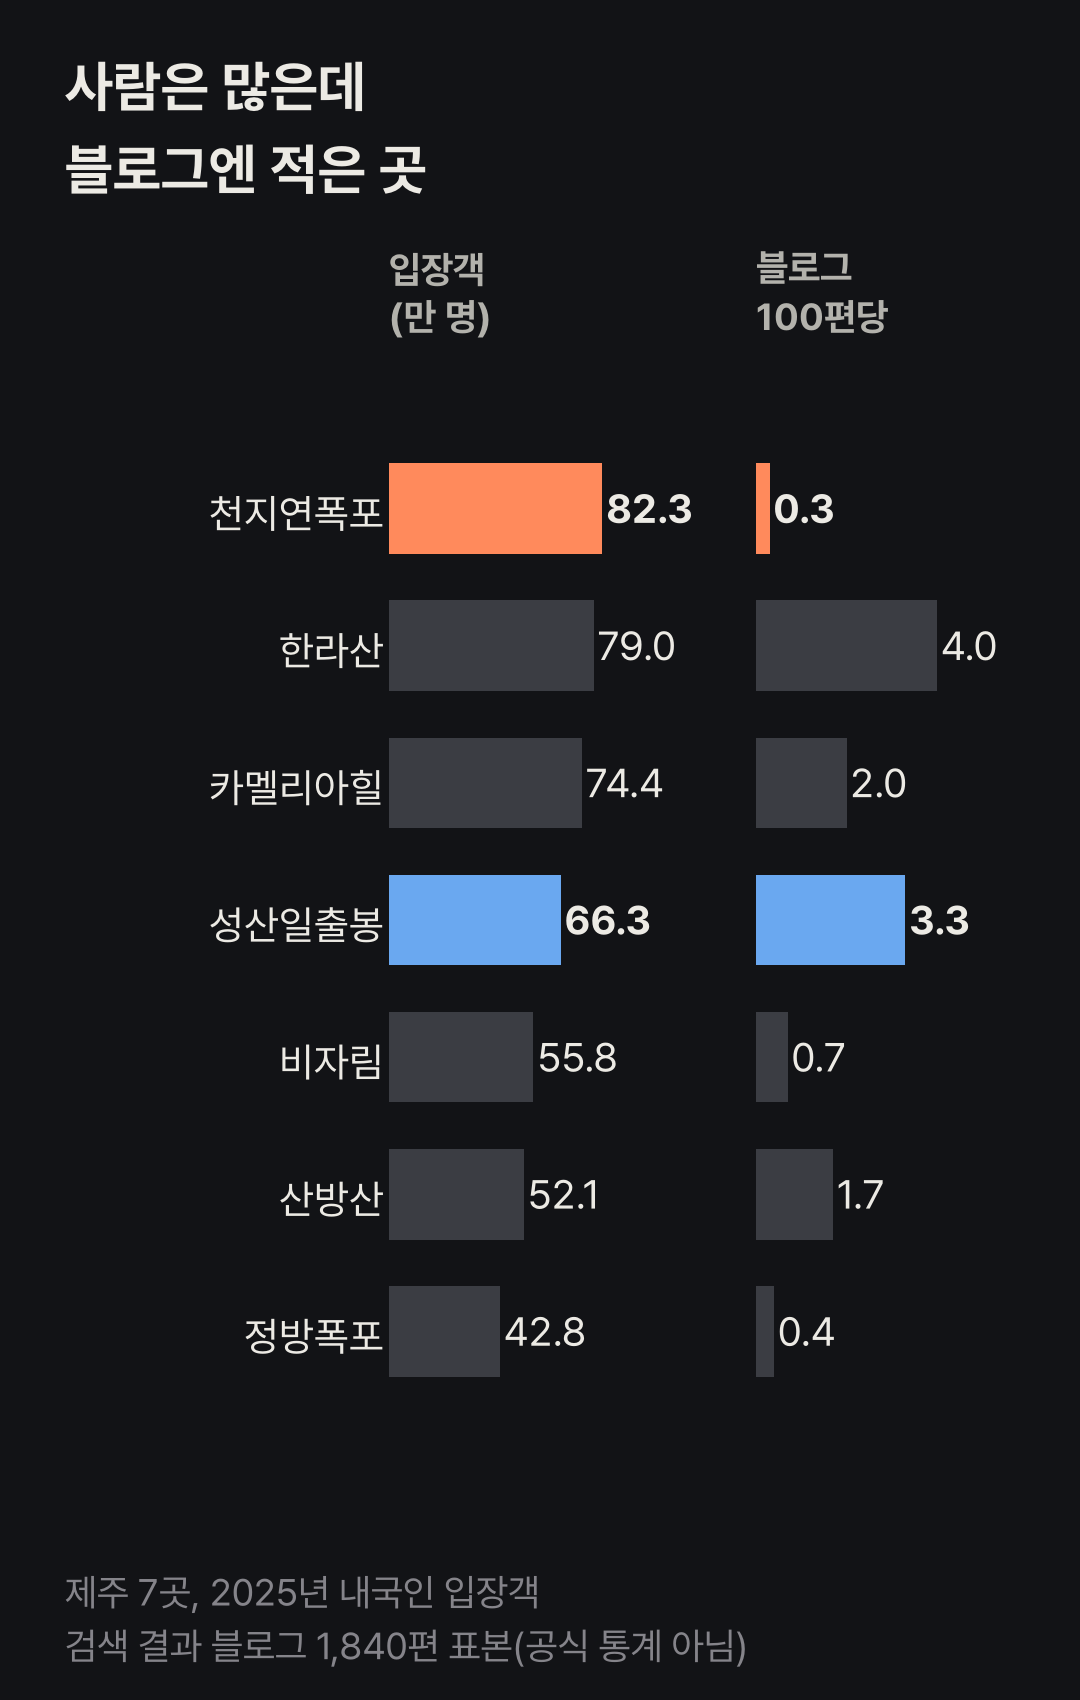 사람은 많은데
블로그엔 적은 곳
입장객
(만 명)
블로그
100편당
천지연폭포 82.3 0.3
한라산 79.0 4.0
카멜리아힐 74.4 2.0
성산일출봉 66.3 3.3
비자림 55.8 0.7
산방산 52.1 1.7
정방폭포 42.8 0.4
제주 7곳, 2025년 내국인 입장객
검색 결과 블로그 1,840편 표본(공식 통계 아님)